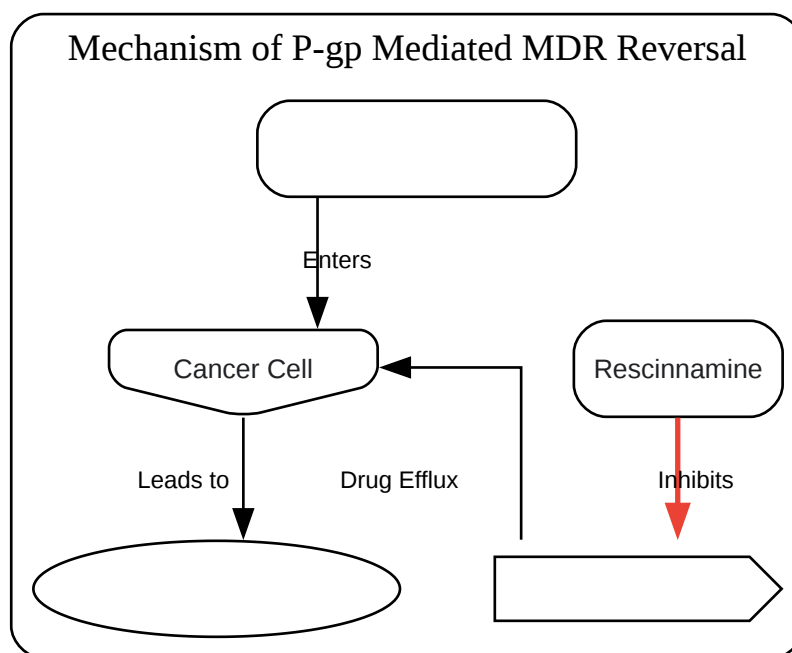 Mechanism of P-gp Mediated MDR Reversal
Enters
Cancer Cell
Rescinnamine
Leads to
Drug Efflux
Inhibits